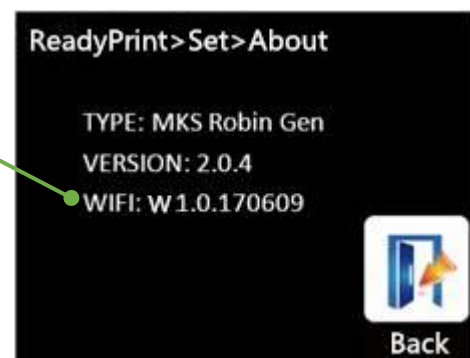 ReadyPrint>Set>About
TYPE: MKS Robin Gen
VERSION: 2.0.4
WIFI: W1.0.170609
Back